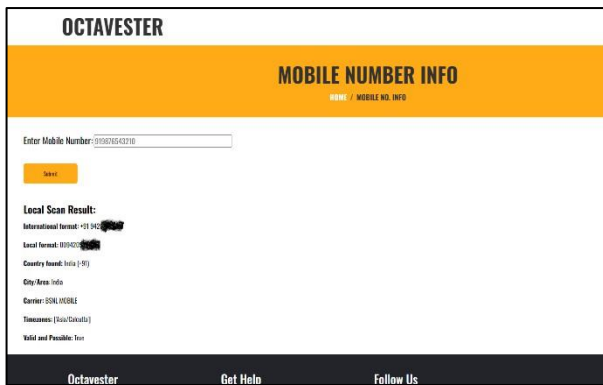 OCTAVESTER
MOBILE NUMBER INFO
HOME / MOBILE NO. INFO
Enter Mobile Number: 919876543210
Submit
Local Scan Result:
International format: +91 942
Local format: 009420
Country found: India (+91)
City/Area: India
Carrier: BSNL MOBILE
Timezones: ['Asia/Calcutta']
Valid and Possible: True
Octavester Get Help Follow Us